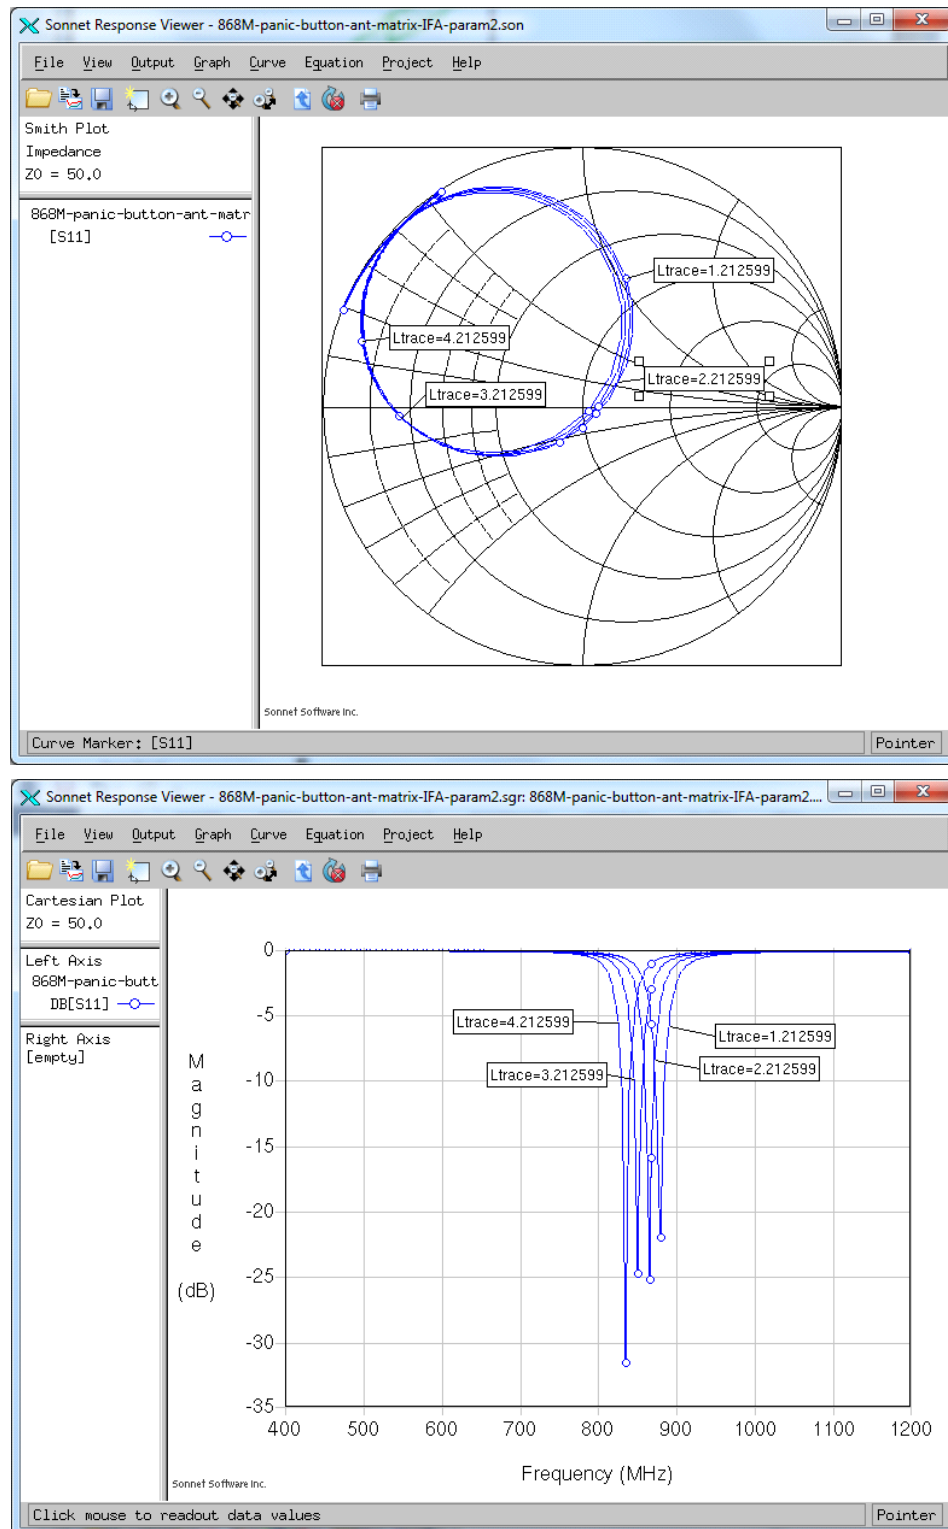 Sonnet Response Viewer - 868M-panic-button-ant-matrix-IFA-param2.son
File View Output Graph Curve Equation Project Help
Smith Plot
Impedance
Z0 = 50.0
868M-panic-button-ant-matr
[S11]
Ltrace=1.212599
Ltrace=4.212599
Ltrace=2.212599
Ltrace=3.212599
Sonnet Software Inc.
Curve Marker: [S11]
Pointer
Sonnet Response Viewer - 868M-panic-button-ant-matrix-IFA-param2.sgr: 868M-panic-button-ant-matrix-IFA-param2....
File View Output Graph Curve Equation Project Help
Cartesian Plot
Z0 = 50.0
Left Axis
868M-panic-butt
DB[S11]
Right Axis
[empty]
Magnitude
(dB)
0
-5
-10
-15
-20
-25
-30
-35
Ltrace=4.212599
Ltrace=1.212599
Ltrace=3.212599
Ltrace=2.212599
400 500 600 700 800 900 1000 1100 1200
Frequency (MHz)
Sonnet Software Inc.
Click mouse to readout data values
Pointer